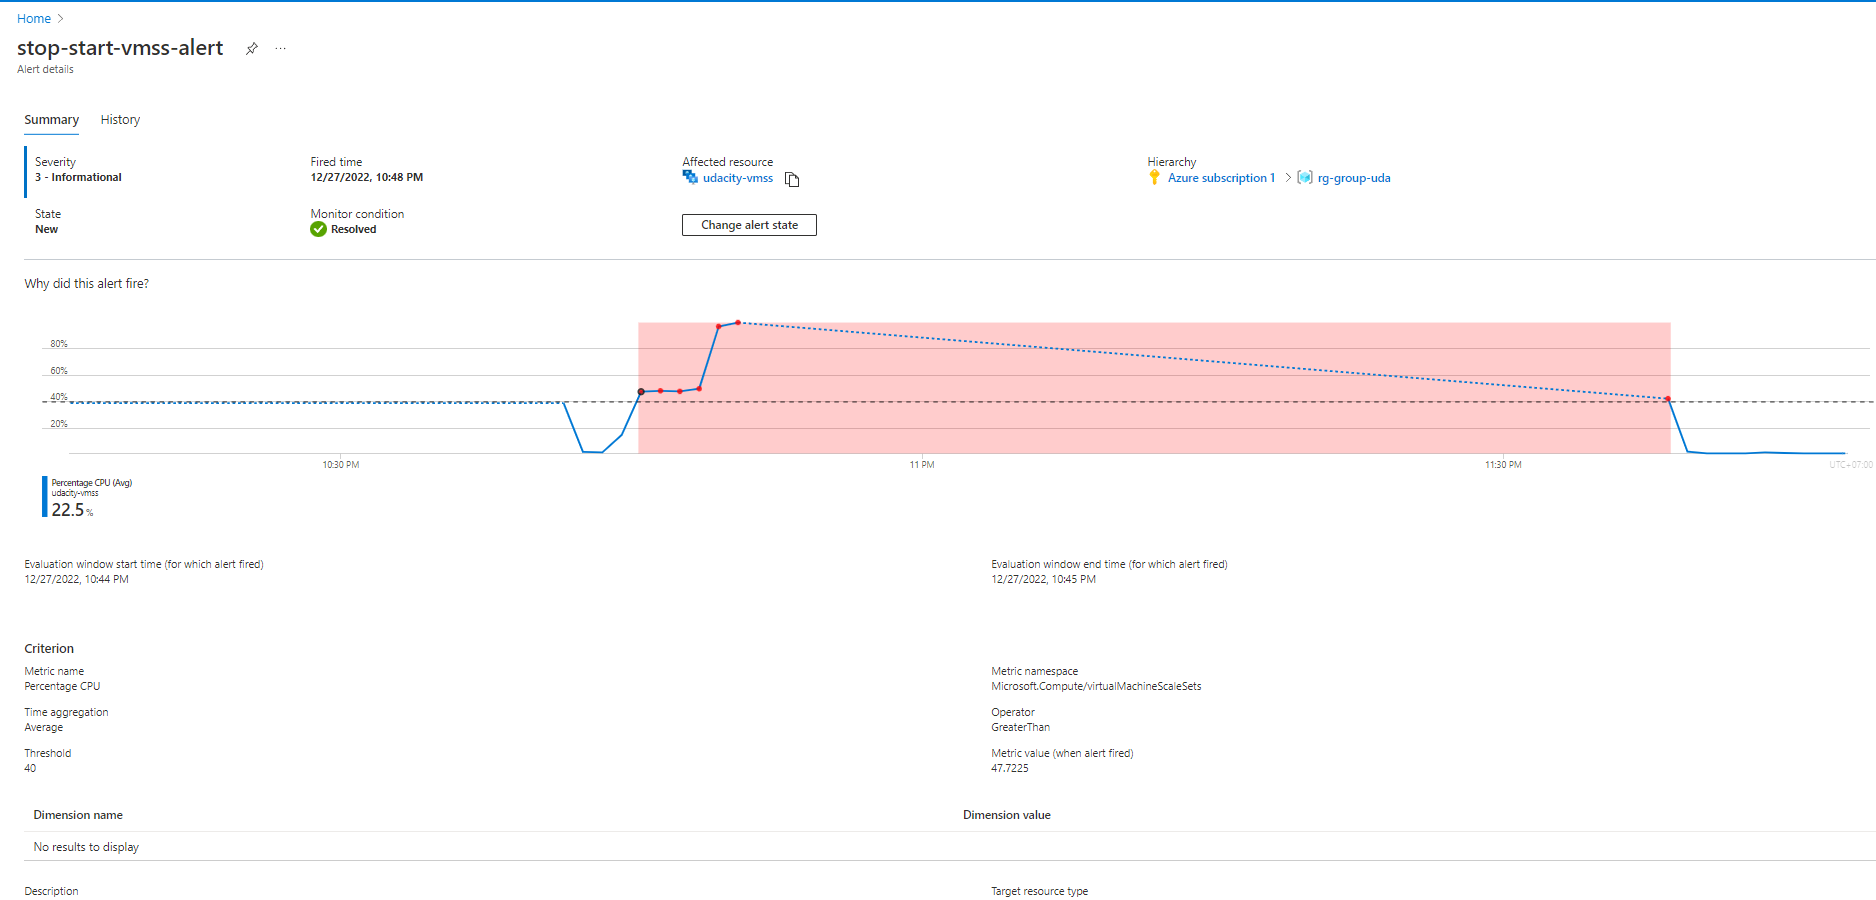 Home
stop-start-vmss-alert
Alert details
Summary History
Severity
3 - Informational
Fired time
12/27/2022, 10:48 PM
Affected resource
udacity-vmss
Hierarchy
Azure subscription 1 > rg-group-uda
State
New
Monitor condition
Resolved
Change alert state
Why did this alert fire?
80%
60%
40%
20%
10:30 PM 11 PM 11:30 PM UTC+07:00
Percentage CPU (Avg)
udacity-vmss
22.5 %
Evaluation window start time (for which alert fired)
12/27/2022, 10:44 PM
Evaluation window end time (for which alert fired)
12/27/2022, 10:45 PM
Criterion
Metric name
Percentage CPU
Metric namespace
Microsoft.Compute/virtualMachineScaleSets
Time aggregation
Average
Operator
GreaterThan
Threshold
40
Metric value (when alert fired)
47.7225
Dimension name Dimension value
No results to display
Description Target resource type